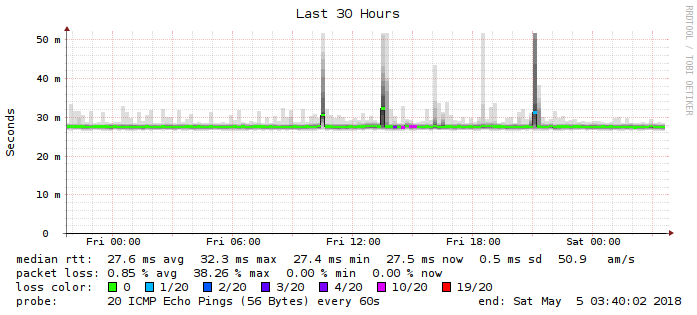 Last 30 Hours
RRDTOOL / TOBI OETIKER
Seconds
50 m
40 m
30 m
20 m
10 m
0
Fri 00:00 Fri 06:00 Fri 12:00 Fri 18:00 Sat 00:00
median rtt: 27.6 ms avg 32.3 ms max 27.4 ms min 27.5 ms now 0.5 ms sd 50.9 am/s
packet loss: 0.85 % avg 38.26 % max 0.00 % min 0.00 % now
loss color: 0 1/20 2/20 3/20 4/20 10/20 19/20
probe: 20 ICMP Echo Pings (56 Bytes) every 60s end: Sat May 5 03:40:02 2018